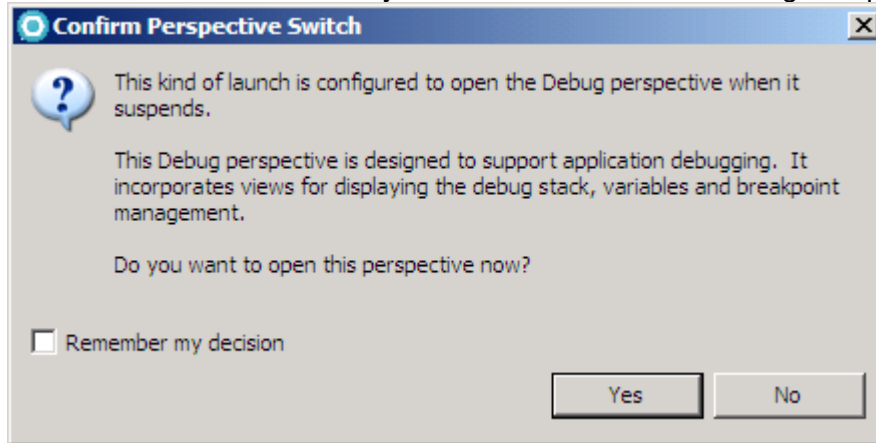 Confirm Perspective Switch
This kind of launch is configured to open the Debug perspective when it
suspends.
This Debug perspective is designed to support application debugging.  It
incorporates views for displaying the debug stack, variables and breakpoint
management.
Do you want to open this perspective now?
Remember my decision
Yes
No